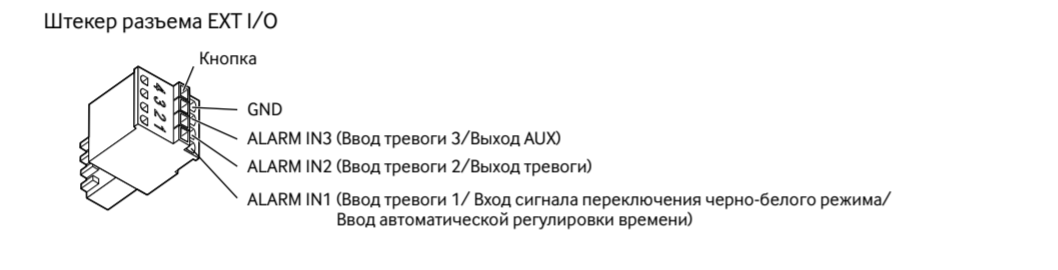 Штекер разъема EXT I/O
Кнопка
4 3 2 1
GND
ALARM IN3 (Ввод тревоги 3/Выход AUX)
ALARM IN2 (Ввод тревоги 2/Выход тревоги)
ALARM IN1 (Ввод тревоги 1/ Вход сигнала переключения черно-белого режима/
Ввод автоматической регулировки времени)